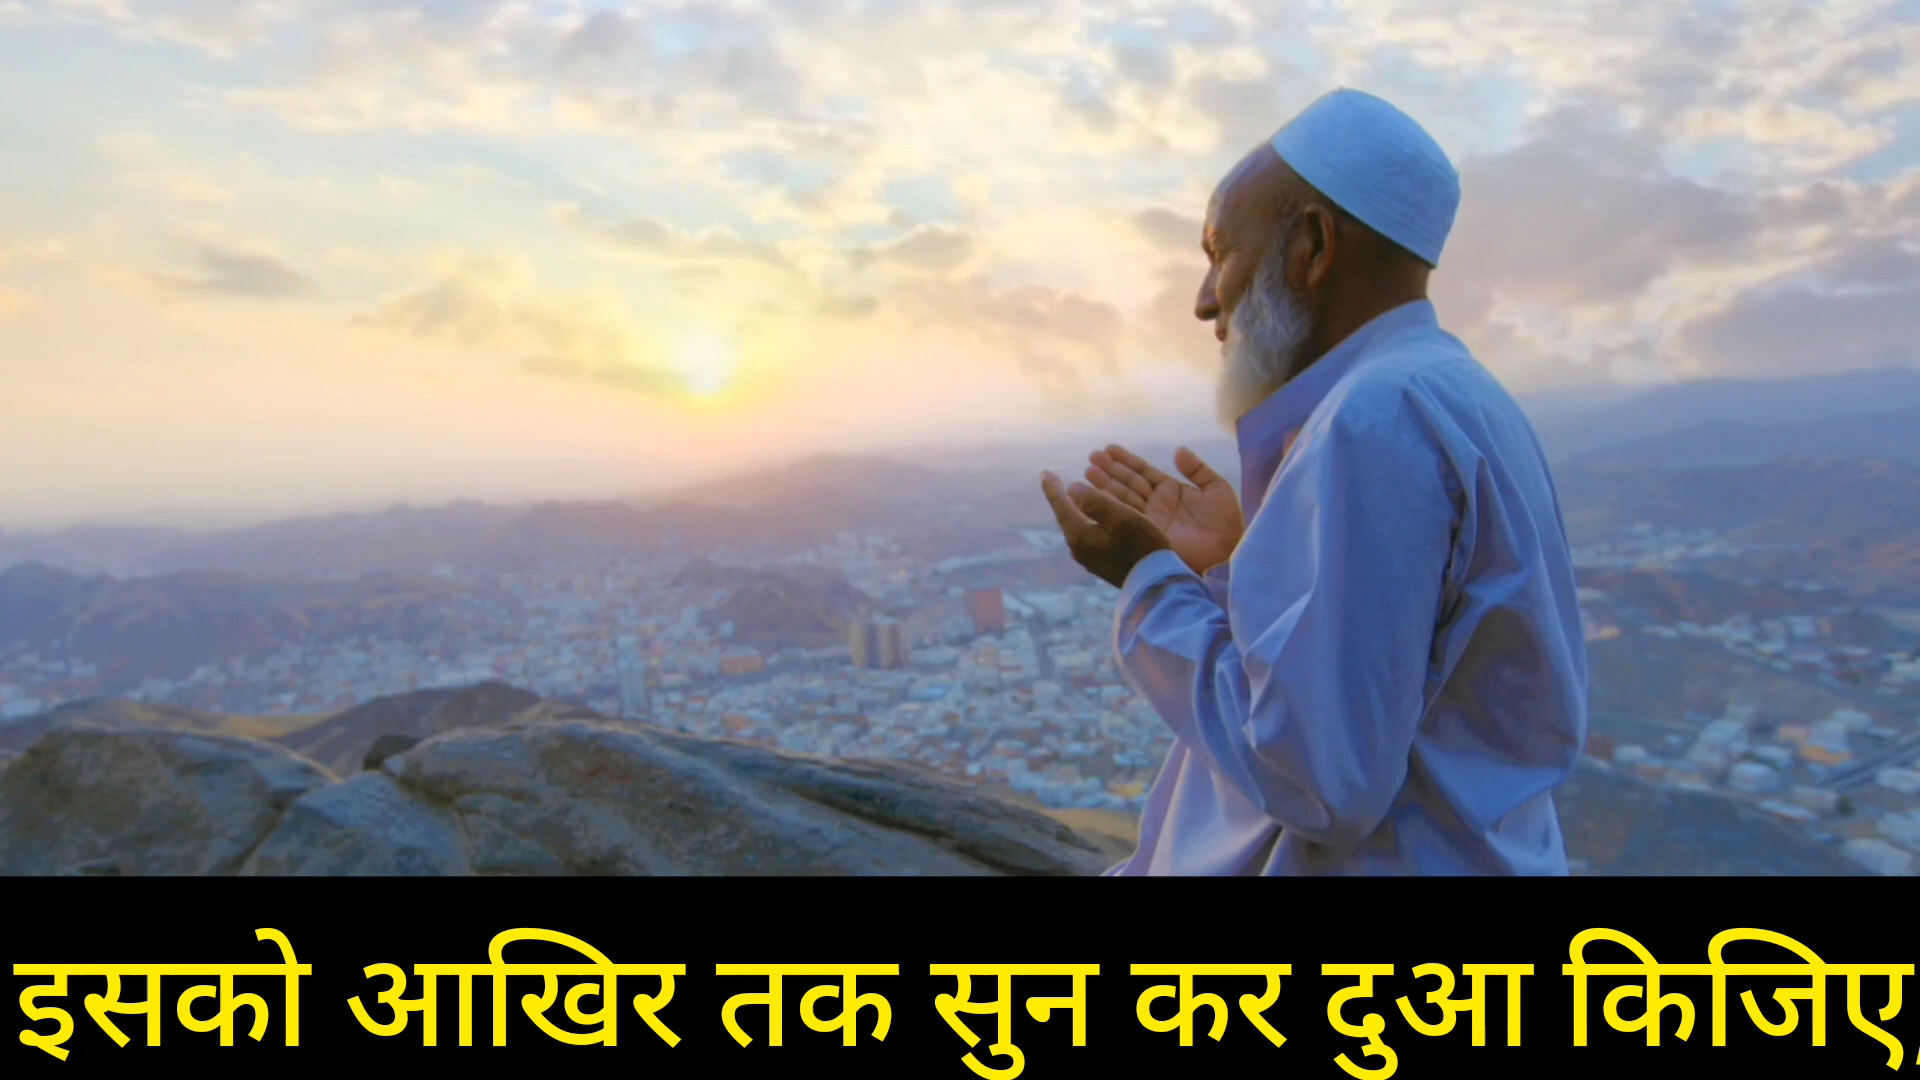 इसको आखिर तक सुन कर दुआ किजिए,